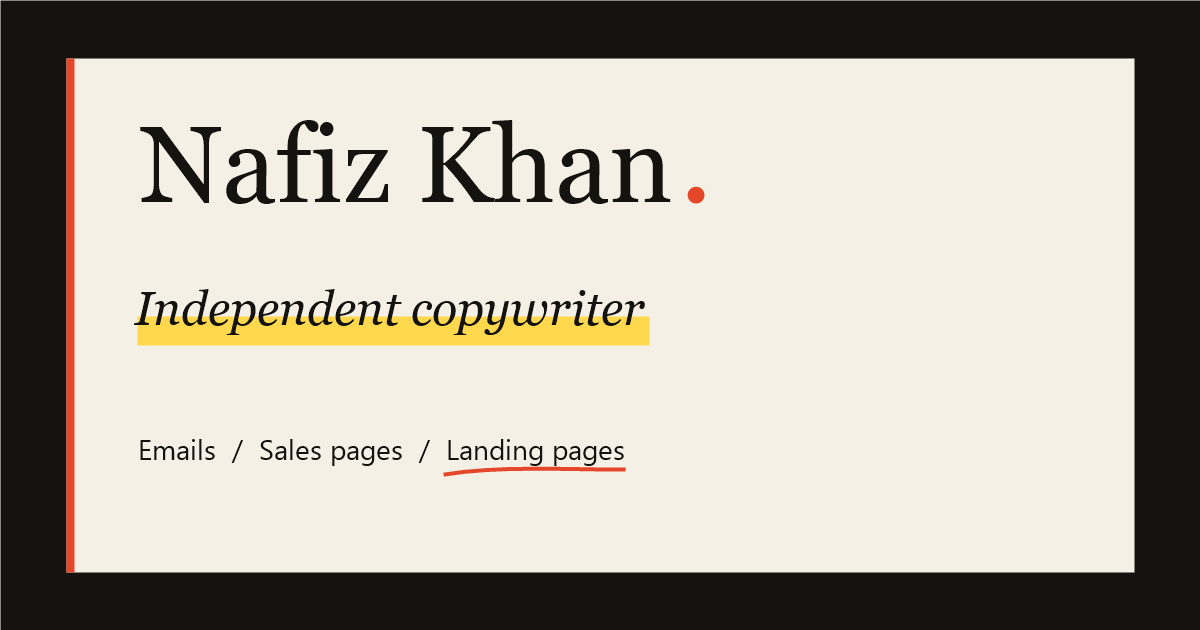 Nafiz Khan.
Independent copywriter
Emails / Sales pages / Landing pages